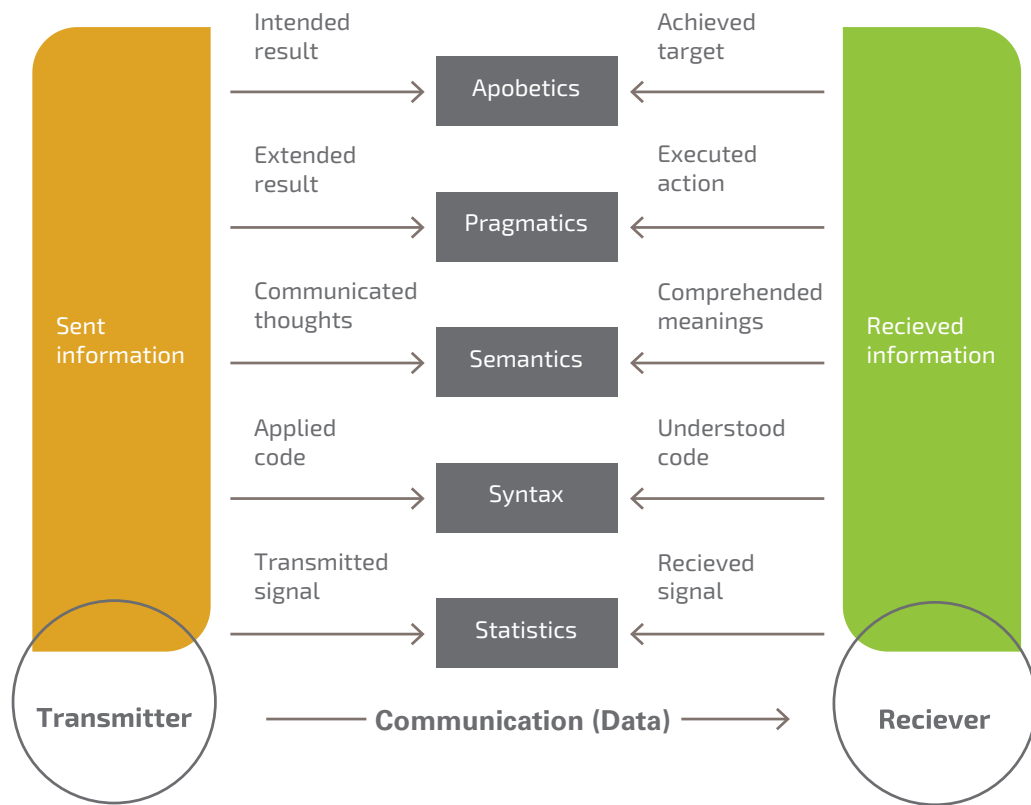 Intended
result
Achieved
target
Apobetics
Extended
result
Executed
action
Pragmatics
Communicated
thoughts
Comprehended
meanings
Sent
information
Recieved
information
Semantics
Applied
code
Understood
code
Syntax
Transmitted
signal
Recieved
signal
Statistics
Transmitter
Communication (Data)
Reciever